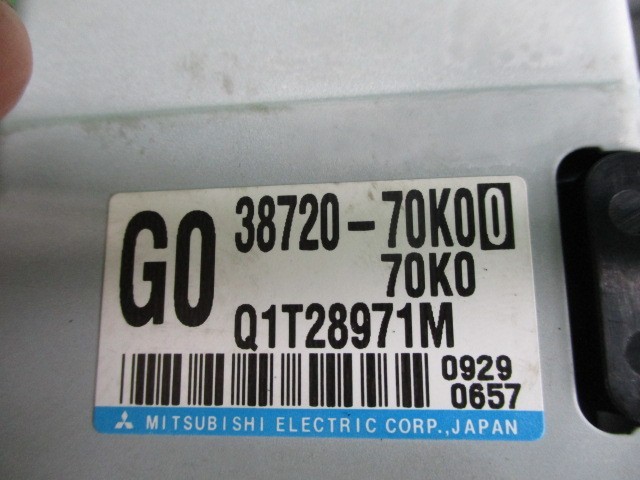 G0
38720-70K00
70K0
Q1T28971M
0929
0657
MITSUBISHI ELECTRIC CORP.,JAPAN